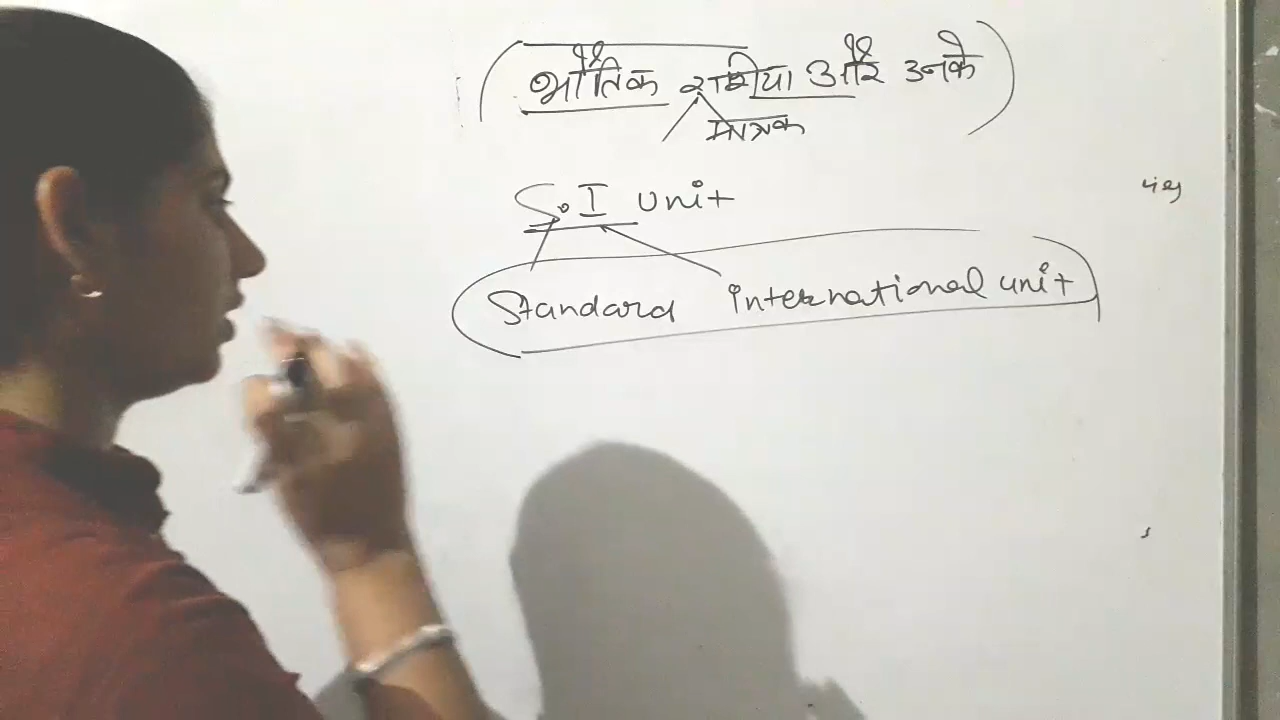 भौतिक राशीया और उनके
मात्रक
S.I unit
Standard international unit